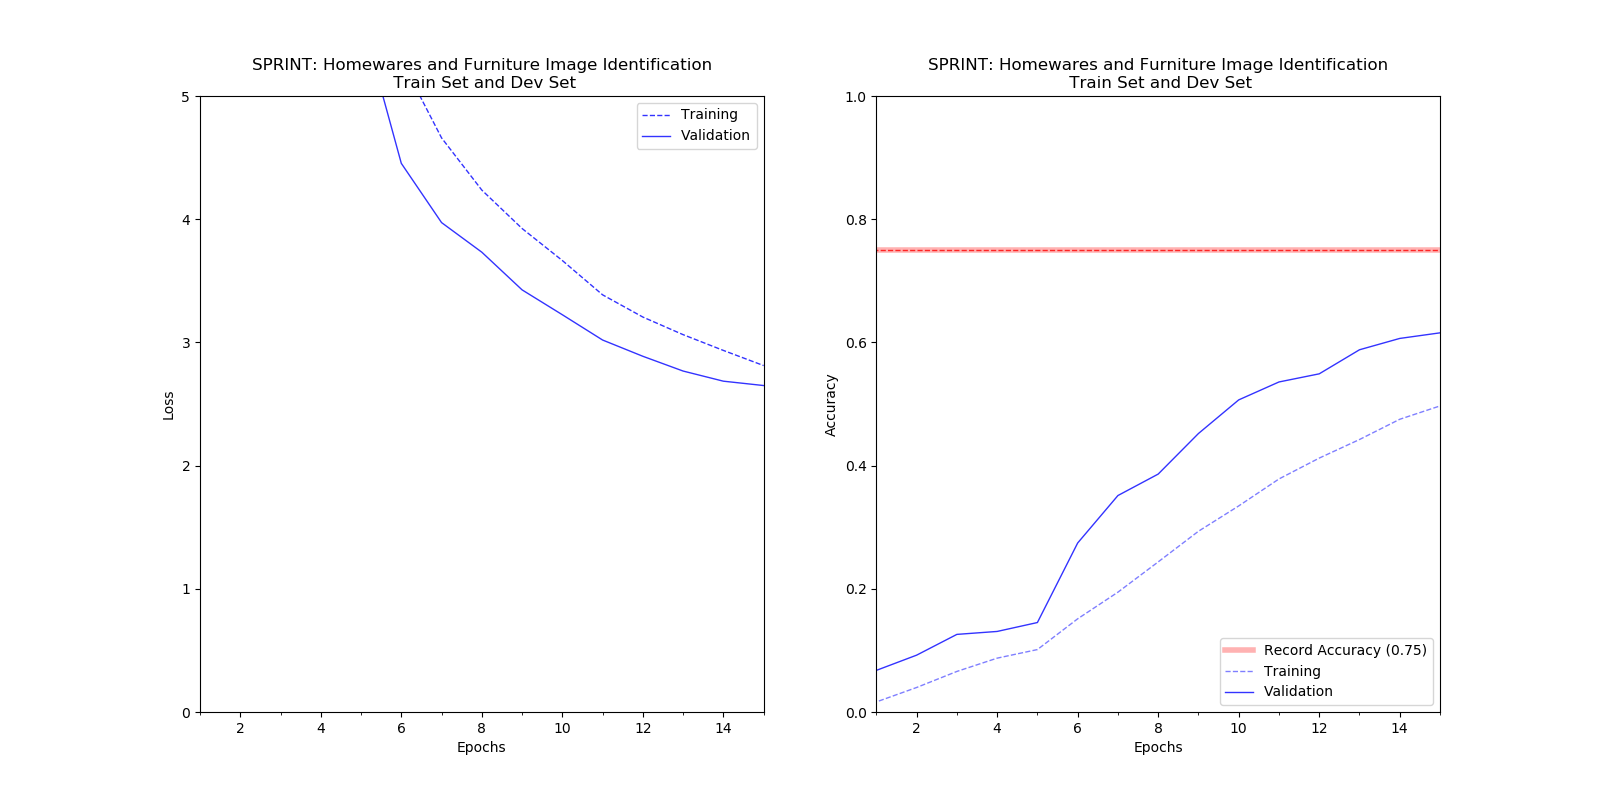 SPRINT: Homewares and Furniture Image Identification
Train Set and Dev Set
5
4
3
2
1
0
Loss
Training
Validation
2 4 6 8 10 12 14
Epochs
SPRINT: Homewares and Furniture Image Identification
Train Set and Dev Set
1.0
0.8
0.6
0.4
0.2
0.0
Accuracy
Record Accuracy (0.75)
Training
Validation
2 4 6 8 10 12 14
Epochs